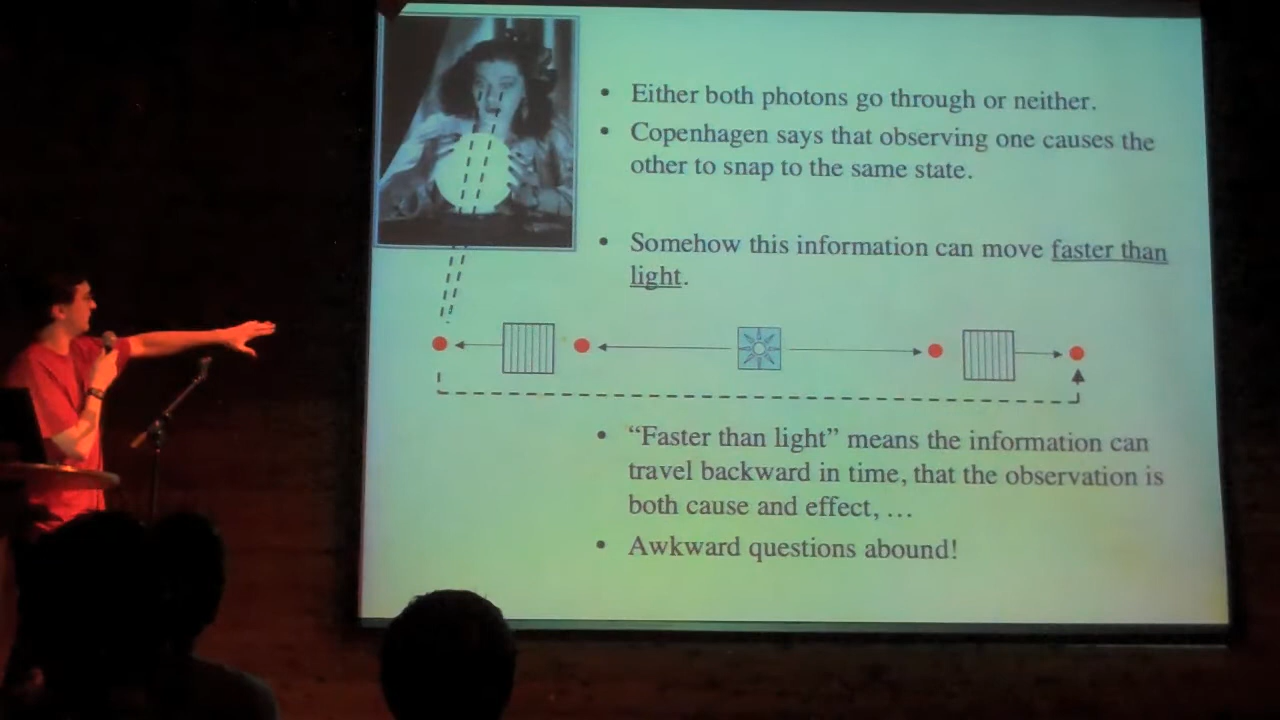 • Either both photons go through or neither.
• Copenhagen says that observing one causes the
other to snap to the same state.
• Somehow this information can move faster than
light.
• “Faster than light” means the information can
travel backward in time, that the observation is
both cause and effect, …
• Awkward questions abound!